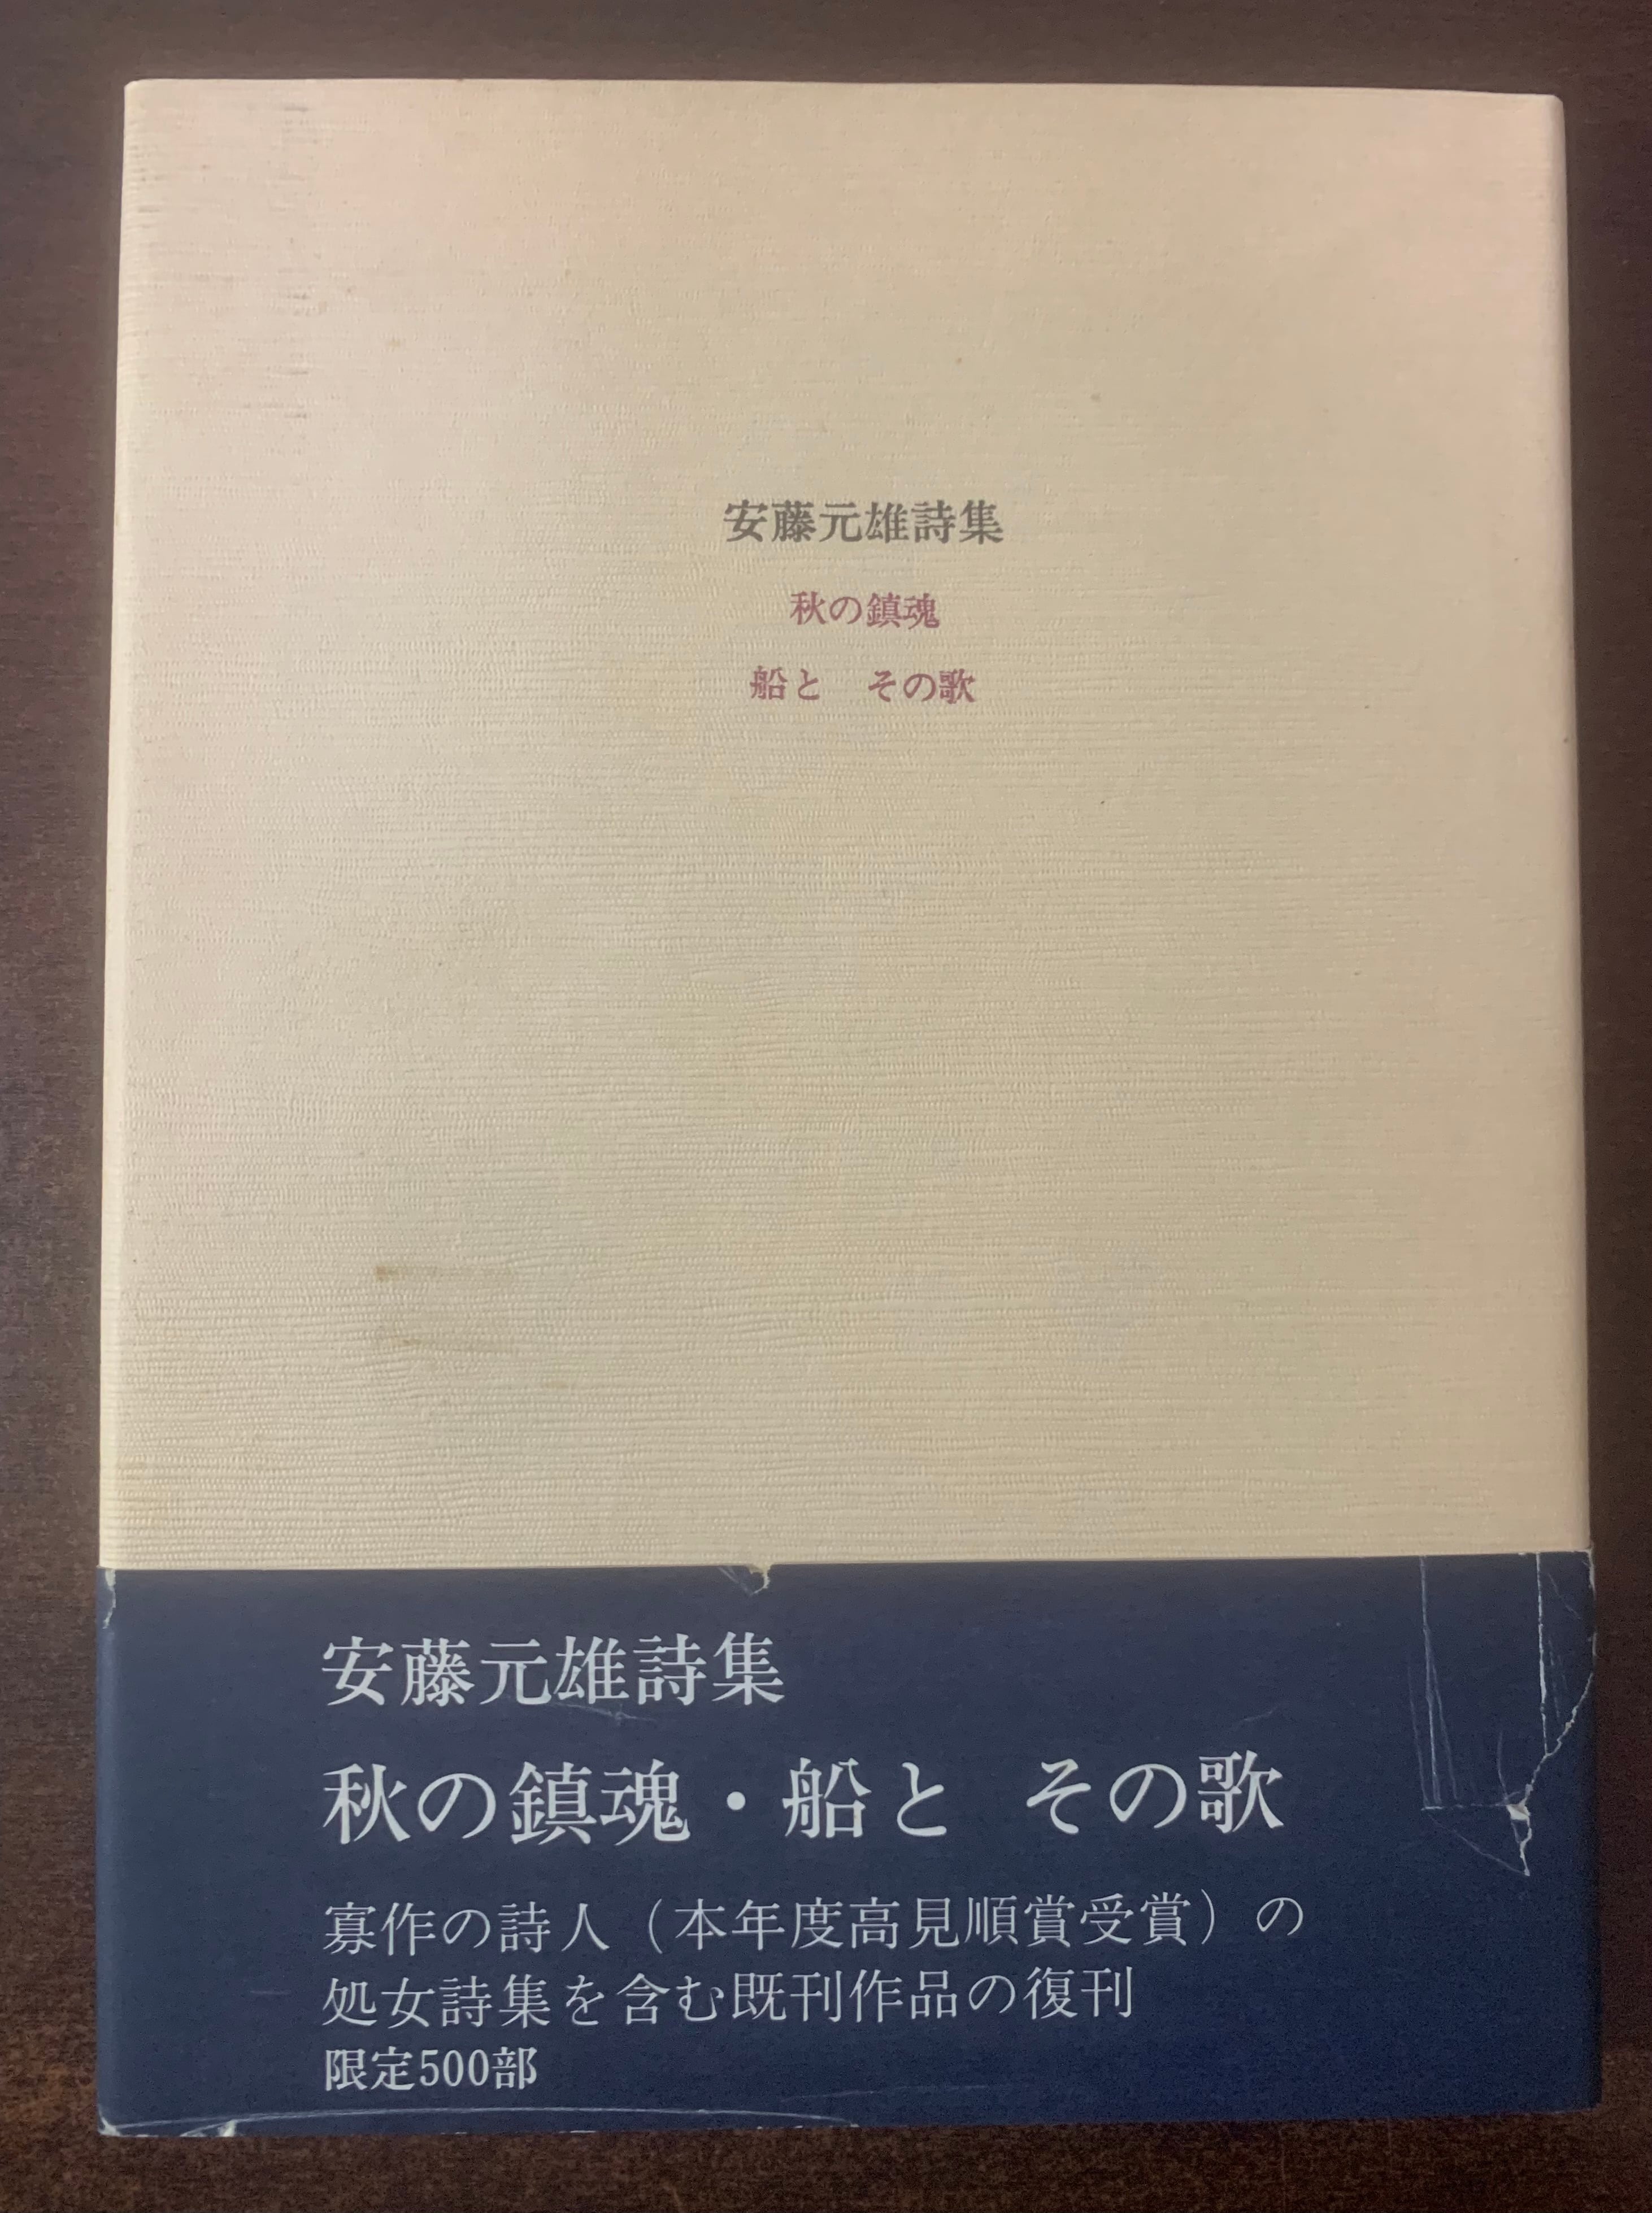 安藤元雄詩集
秋の鎮魂
船と　その歌
安藤元雄詩集
秋の鎮魂・船と　その歌
寡作の詩人（本年度高見順賞受賞）の
処女詩集を含む既刊作品の復刊
限定500部